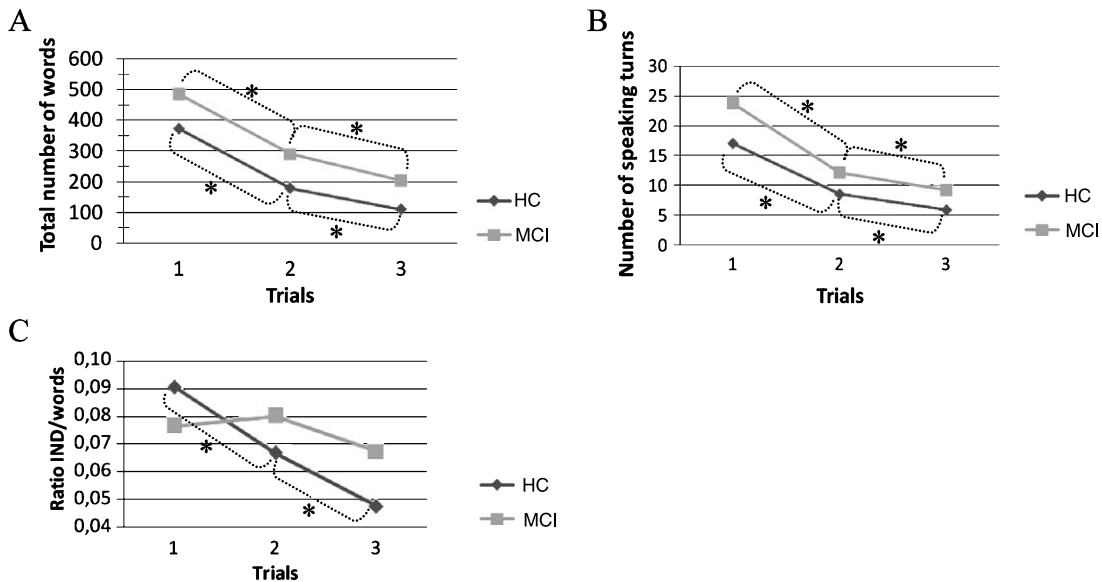 A
Total number of words
600
500
400
300
200
100
0
*
*
*
*
1 2 3
Trials
HC
MCI
B
Number of speaking turns
30
25
20
15
10
5
0
*
*
*
*
1 2 3
Trials
HC
MCI
C
Ratio IND/words
0,10
0,09
0,08
0,07
0,06
0,05
0,04
*
*
1 2 3
Trials
HC
MCI